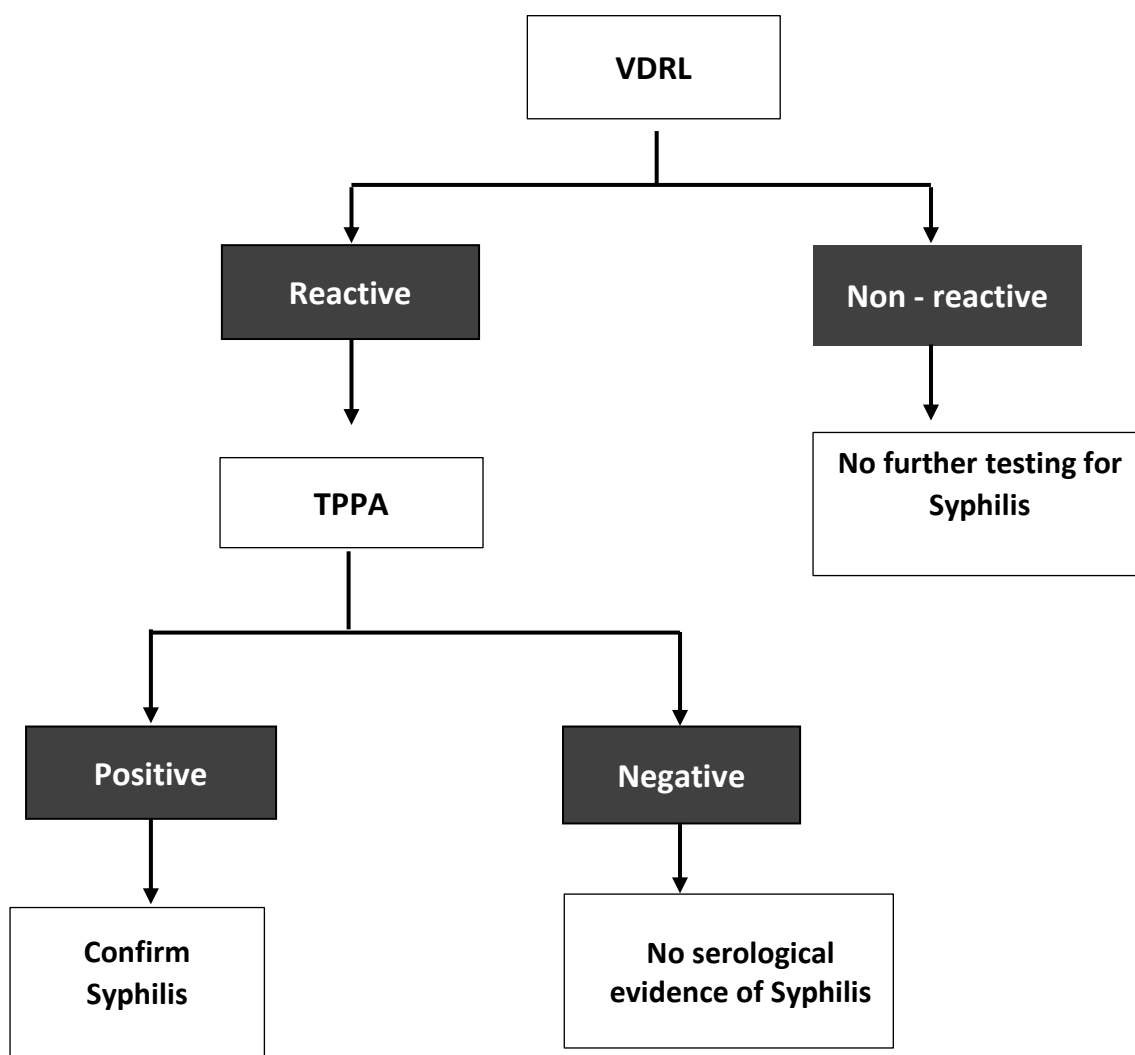 VDRL
Reactive
Non - reactive
No further testing for
Syphilis
TPPA
Positive
Negative
Confirm
Syphilis
No serological
evidence of Syphilis